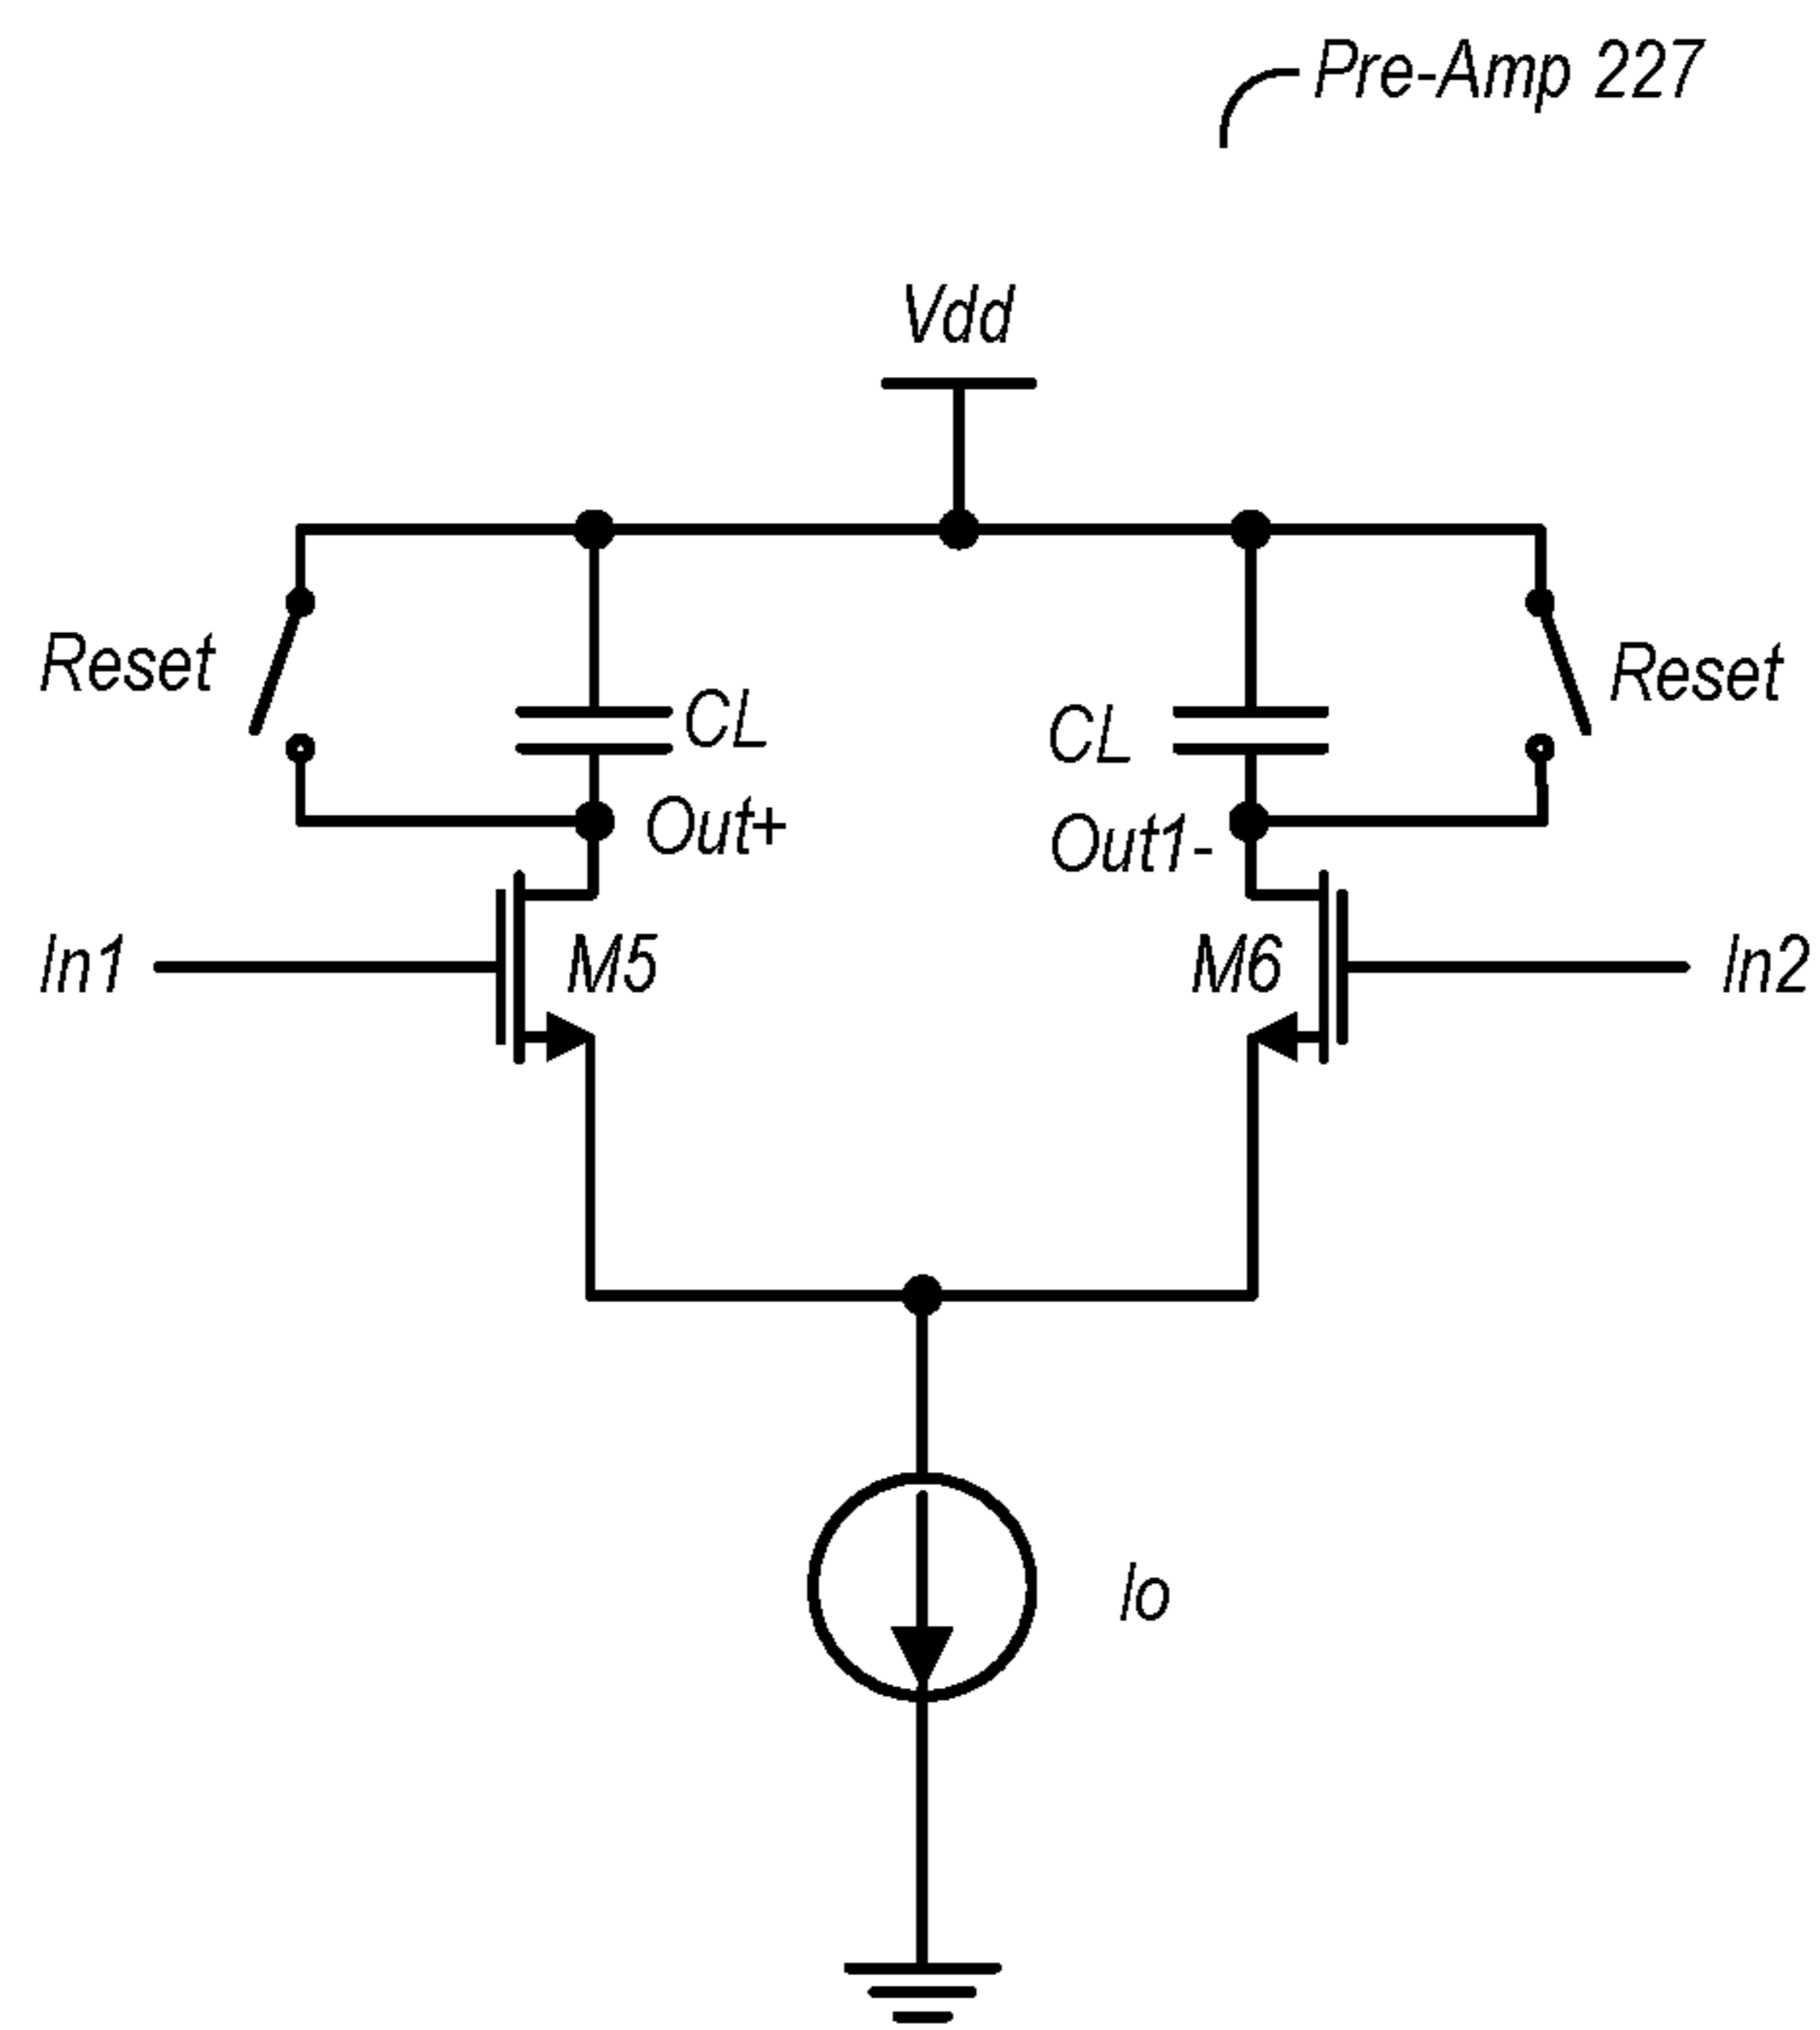 Pre-Amp 227
Vdd
Reset
Reset
CL
CL
Out+
Out1-
In1
M5
M6
In2
Io